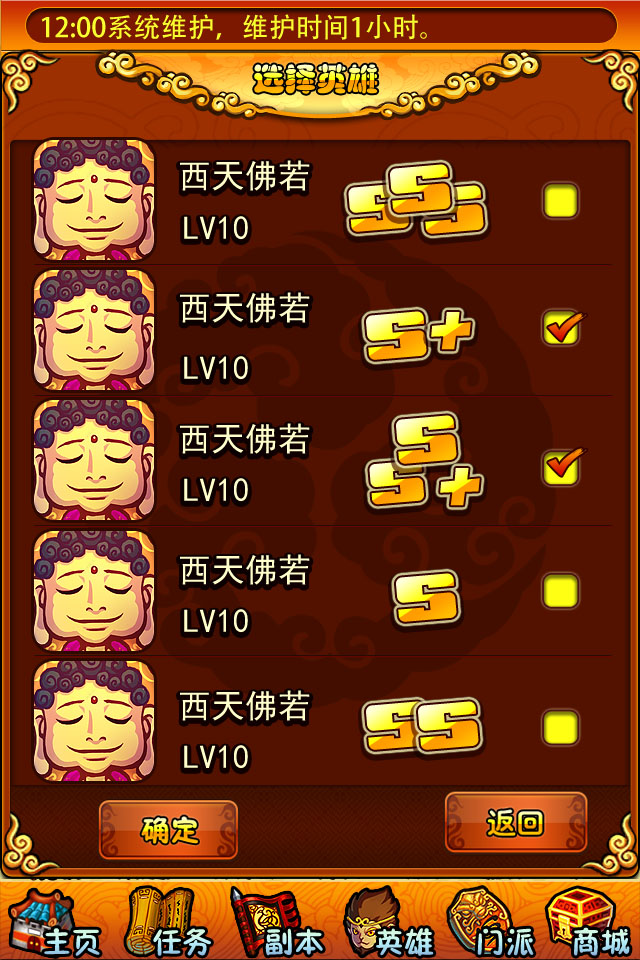 12:00系统维护，维护时间1小时。
选择英雄
西天佛若
LV10
SSS
西天佛若
LV10
S+
西天佛若
LV10
SS+
西天佛若
LV10
S
西天佛若
LV10
SS
确定
返回
主页
任务
副本
英雄
门派
商城